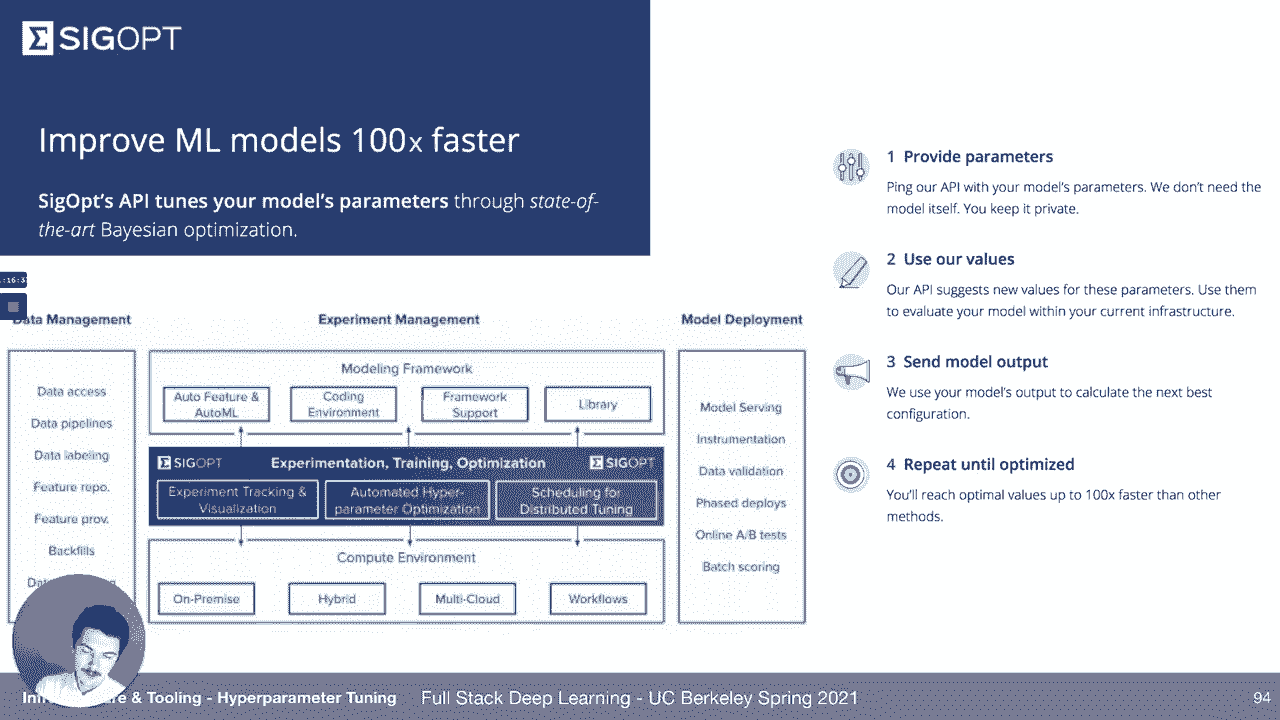 SIGOPT
Improve ML models 100x faster
SigOpt's API tunes your model's parameters through state-of-
the-art Bayesian optimization.
1 Provide parameters
Ping our API with your model's parameters. We don't need the
model itself. You keep it private.
2 Use our values
Our API suggests new values for these parameters. Use them
to evaluate your model within your current infrastructure.
3 Send model output
We use your model's output to calculate the next best
configuration.
4 Repeat until optimized
You'll reach optimal values up to 100x faster than other
methods.
Data Management
Data access
Data pipelines
Data labeling
Feature repo.
Feature prov.
Backfills
Experiment Management
Modeling Framework
Auto Feature &
AutoML
Coding
Environment
Framework
Support
Library
SIGOPT
Experimentation, Training, Optimization
SIGOPT
Experiment Tracking &
Visualization
Automated Hyper-
parameter Optimization
Scheduling for
Distributed Tuning
Compute Environment
On-Premise
Hybrid
Multi-Cloud
Workflows
Model Deployment
Model Serving
Instrumentation
Data validation
Phased deploys
Online A/B tests
Batch scoring
& Tooling - Hyperparameter Tuning
Full Stack Deep Learning - UC Berkeley Spring 2021
94